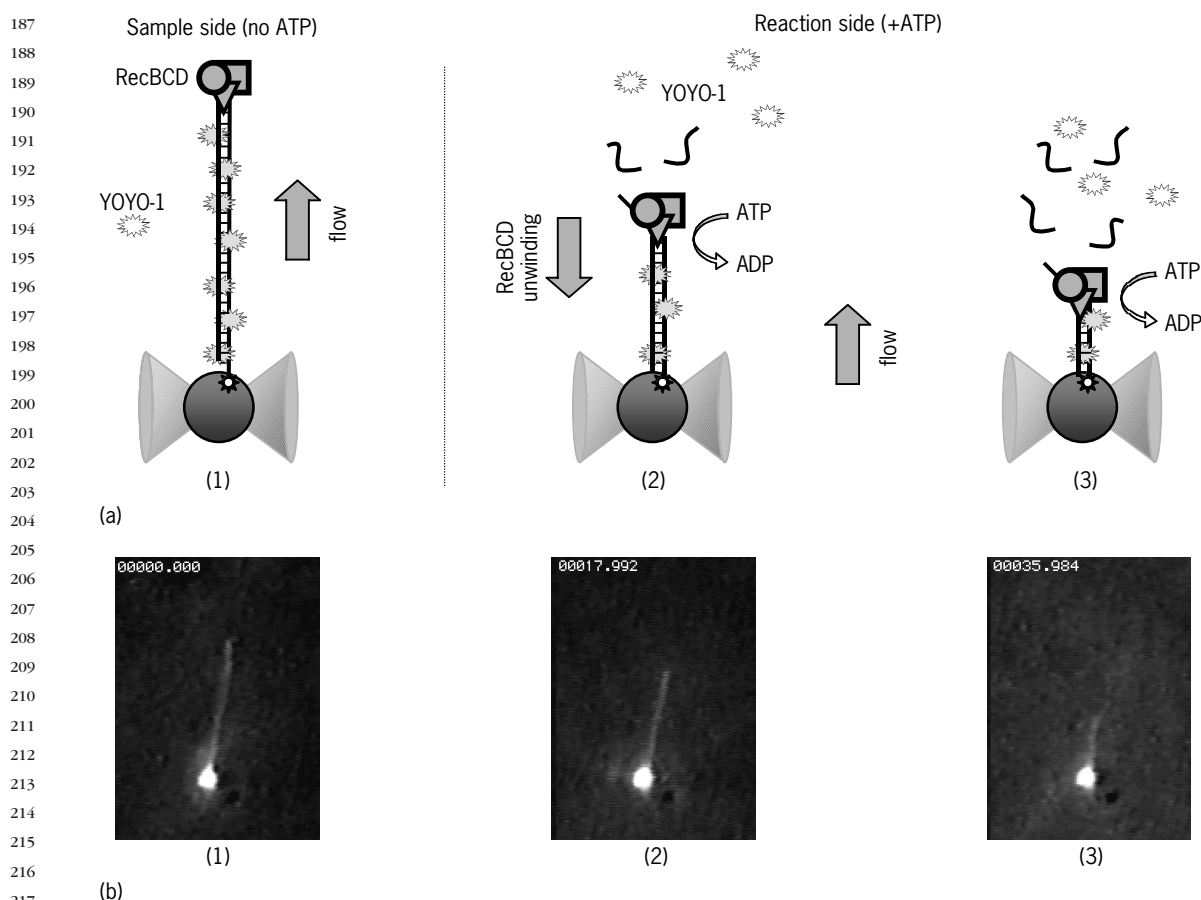 187
188
189
190
191
192
193
194
195
196
197
198
199
200
201
202
203
204
205
206
207
208
209
210
211
212
213
214
215
216
217
Sample side (no ATP)
RecBCD
YOYO-1
flow
(1)
Reaction side (+ATP)
YOYO-1
RecBCD
unwinding
ATP
ADP
flow
(2)
ATP
ADP
(3)
(a)
00000.000
(1)
00017.992
(2)
00035.984
(3)
(b)